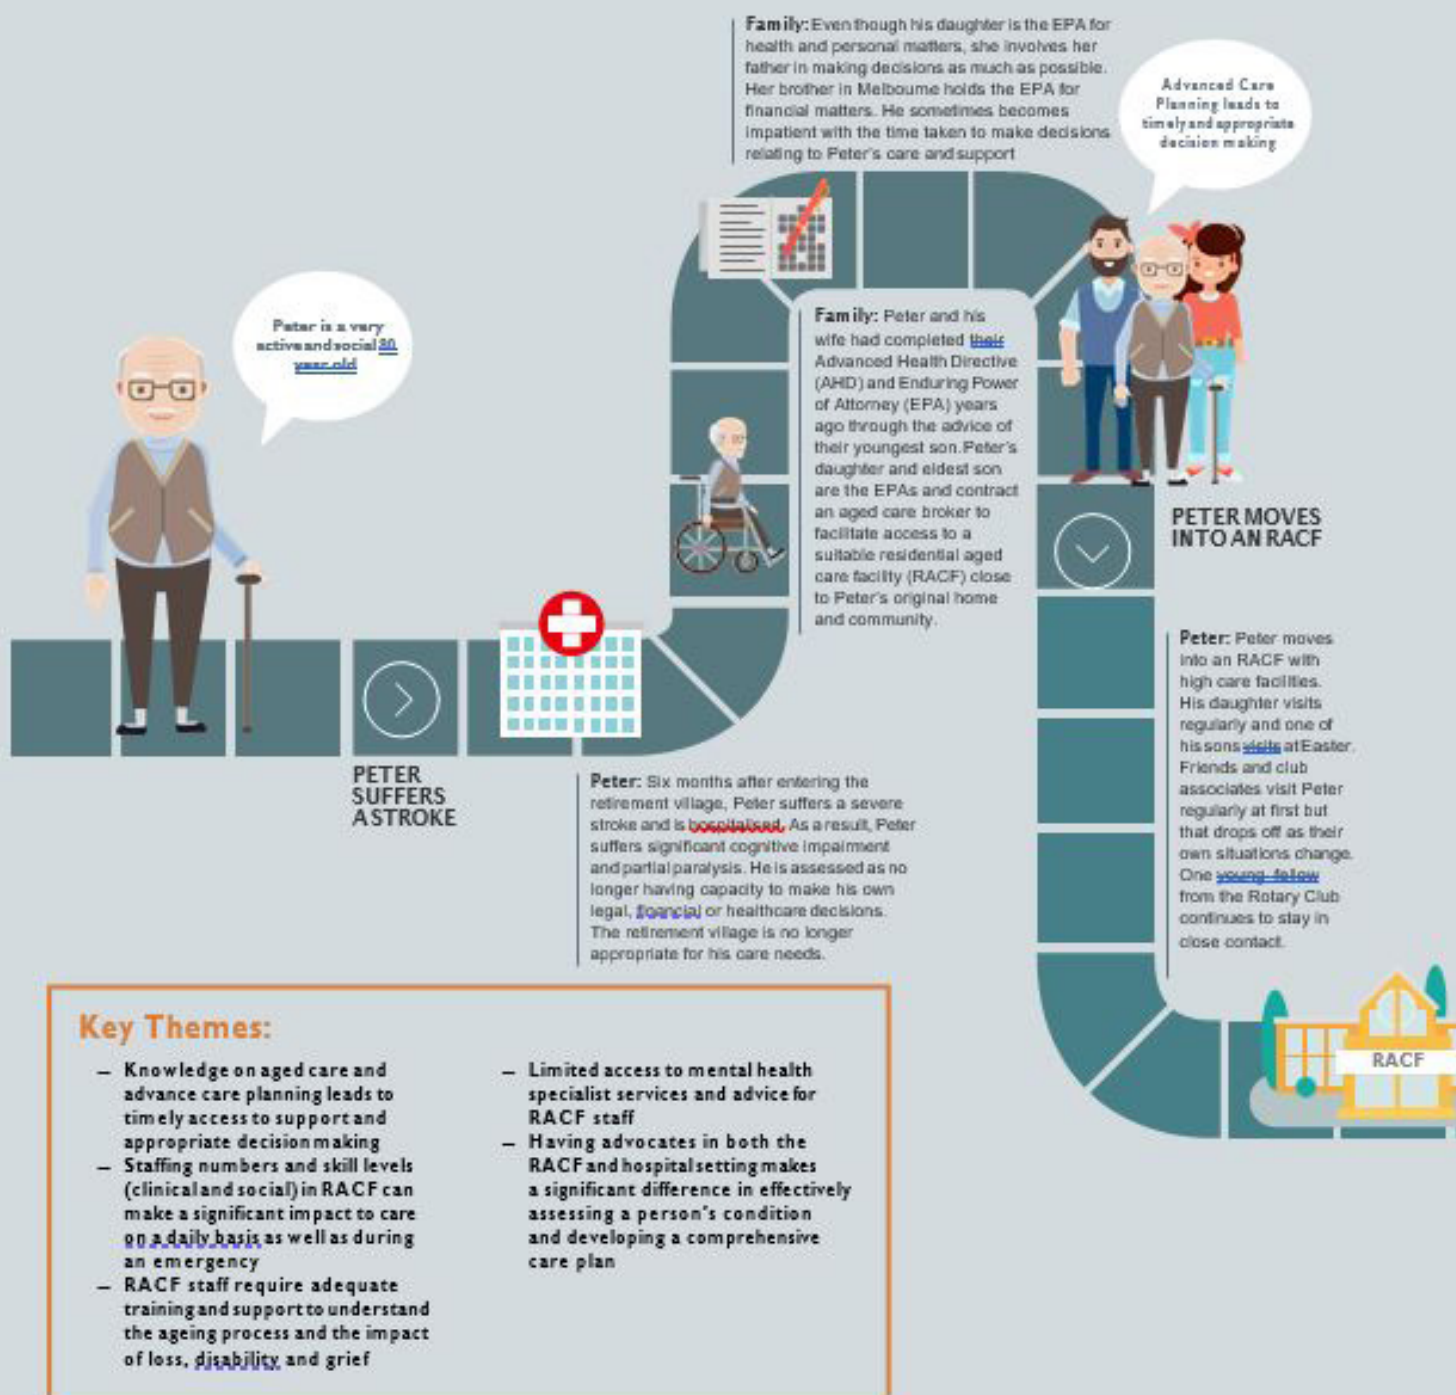 Family: Even though his daughter is the EPA for
health and personal matters, she involves her
father in making decisions as much as possible.
Her brother in Melbourne holds the EPA for
financial matters. He sometimes becomes
impatient with the time taken to make decisions
relating to Peter's care and support
Advanced Care
Planning leads to
timely and appropriate
decision making
Peter is a very
active and social 80
year old
Family: Peter and his
wife had completed their
Advanced Health Directive
(AHD) and Enduring Power
of Attorney (EPA) years
ago through the advice of
their youngest son. Peter's
daughter and eldest son
are the EPAs and contract
an aged care broker to
facilitate access to a
suitable residential aged
care facility (RACF) close
to Peter's original home
and community.
PETER MOVES
INTO AN RACF
Peter: Peter moves
into an RACF with
high care facilities.
His daughter visits
regularly and one of
his sons visits at Easter.
Friends and club
associates visit Peter
regularly at first but
that drops off as their
own situations change.
One young fellow
from the Rotary Club
continues to stay in
close contact.
PETER
SUFFERS
A STROKE
Peter: Six months after entering the
retirement village, Peter suffers a severe
stroke and is hospitalised. As a result, Peter
suffers significant cognitive impairment
and partial paralysis. He is assessed as no
longer having capacity to make his own
legal, financial or healthcare decisions.
The retirement village is no longer
appropriate for his care needs.
RACF
Key Themes:
– Knowledge on aged care and
advance care planning leads to
timely access to support and
appropriate decision making
– Staffing numbers and skill levels
(clinical and social) in RACF can
make a significant impact to care
on a daily basis as well as during
an emergency
– RACF staff require adequate
training and support to understand
the ageing process and the impact
of loss, disability and grief
– Limited access to mental health
specialist services and advice for
RACF staff
– Having advocates in both the
RACF and hospital setting makes
a significant difference in effectively
assessing a person's condition
and developing a comprehensive
care plan